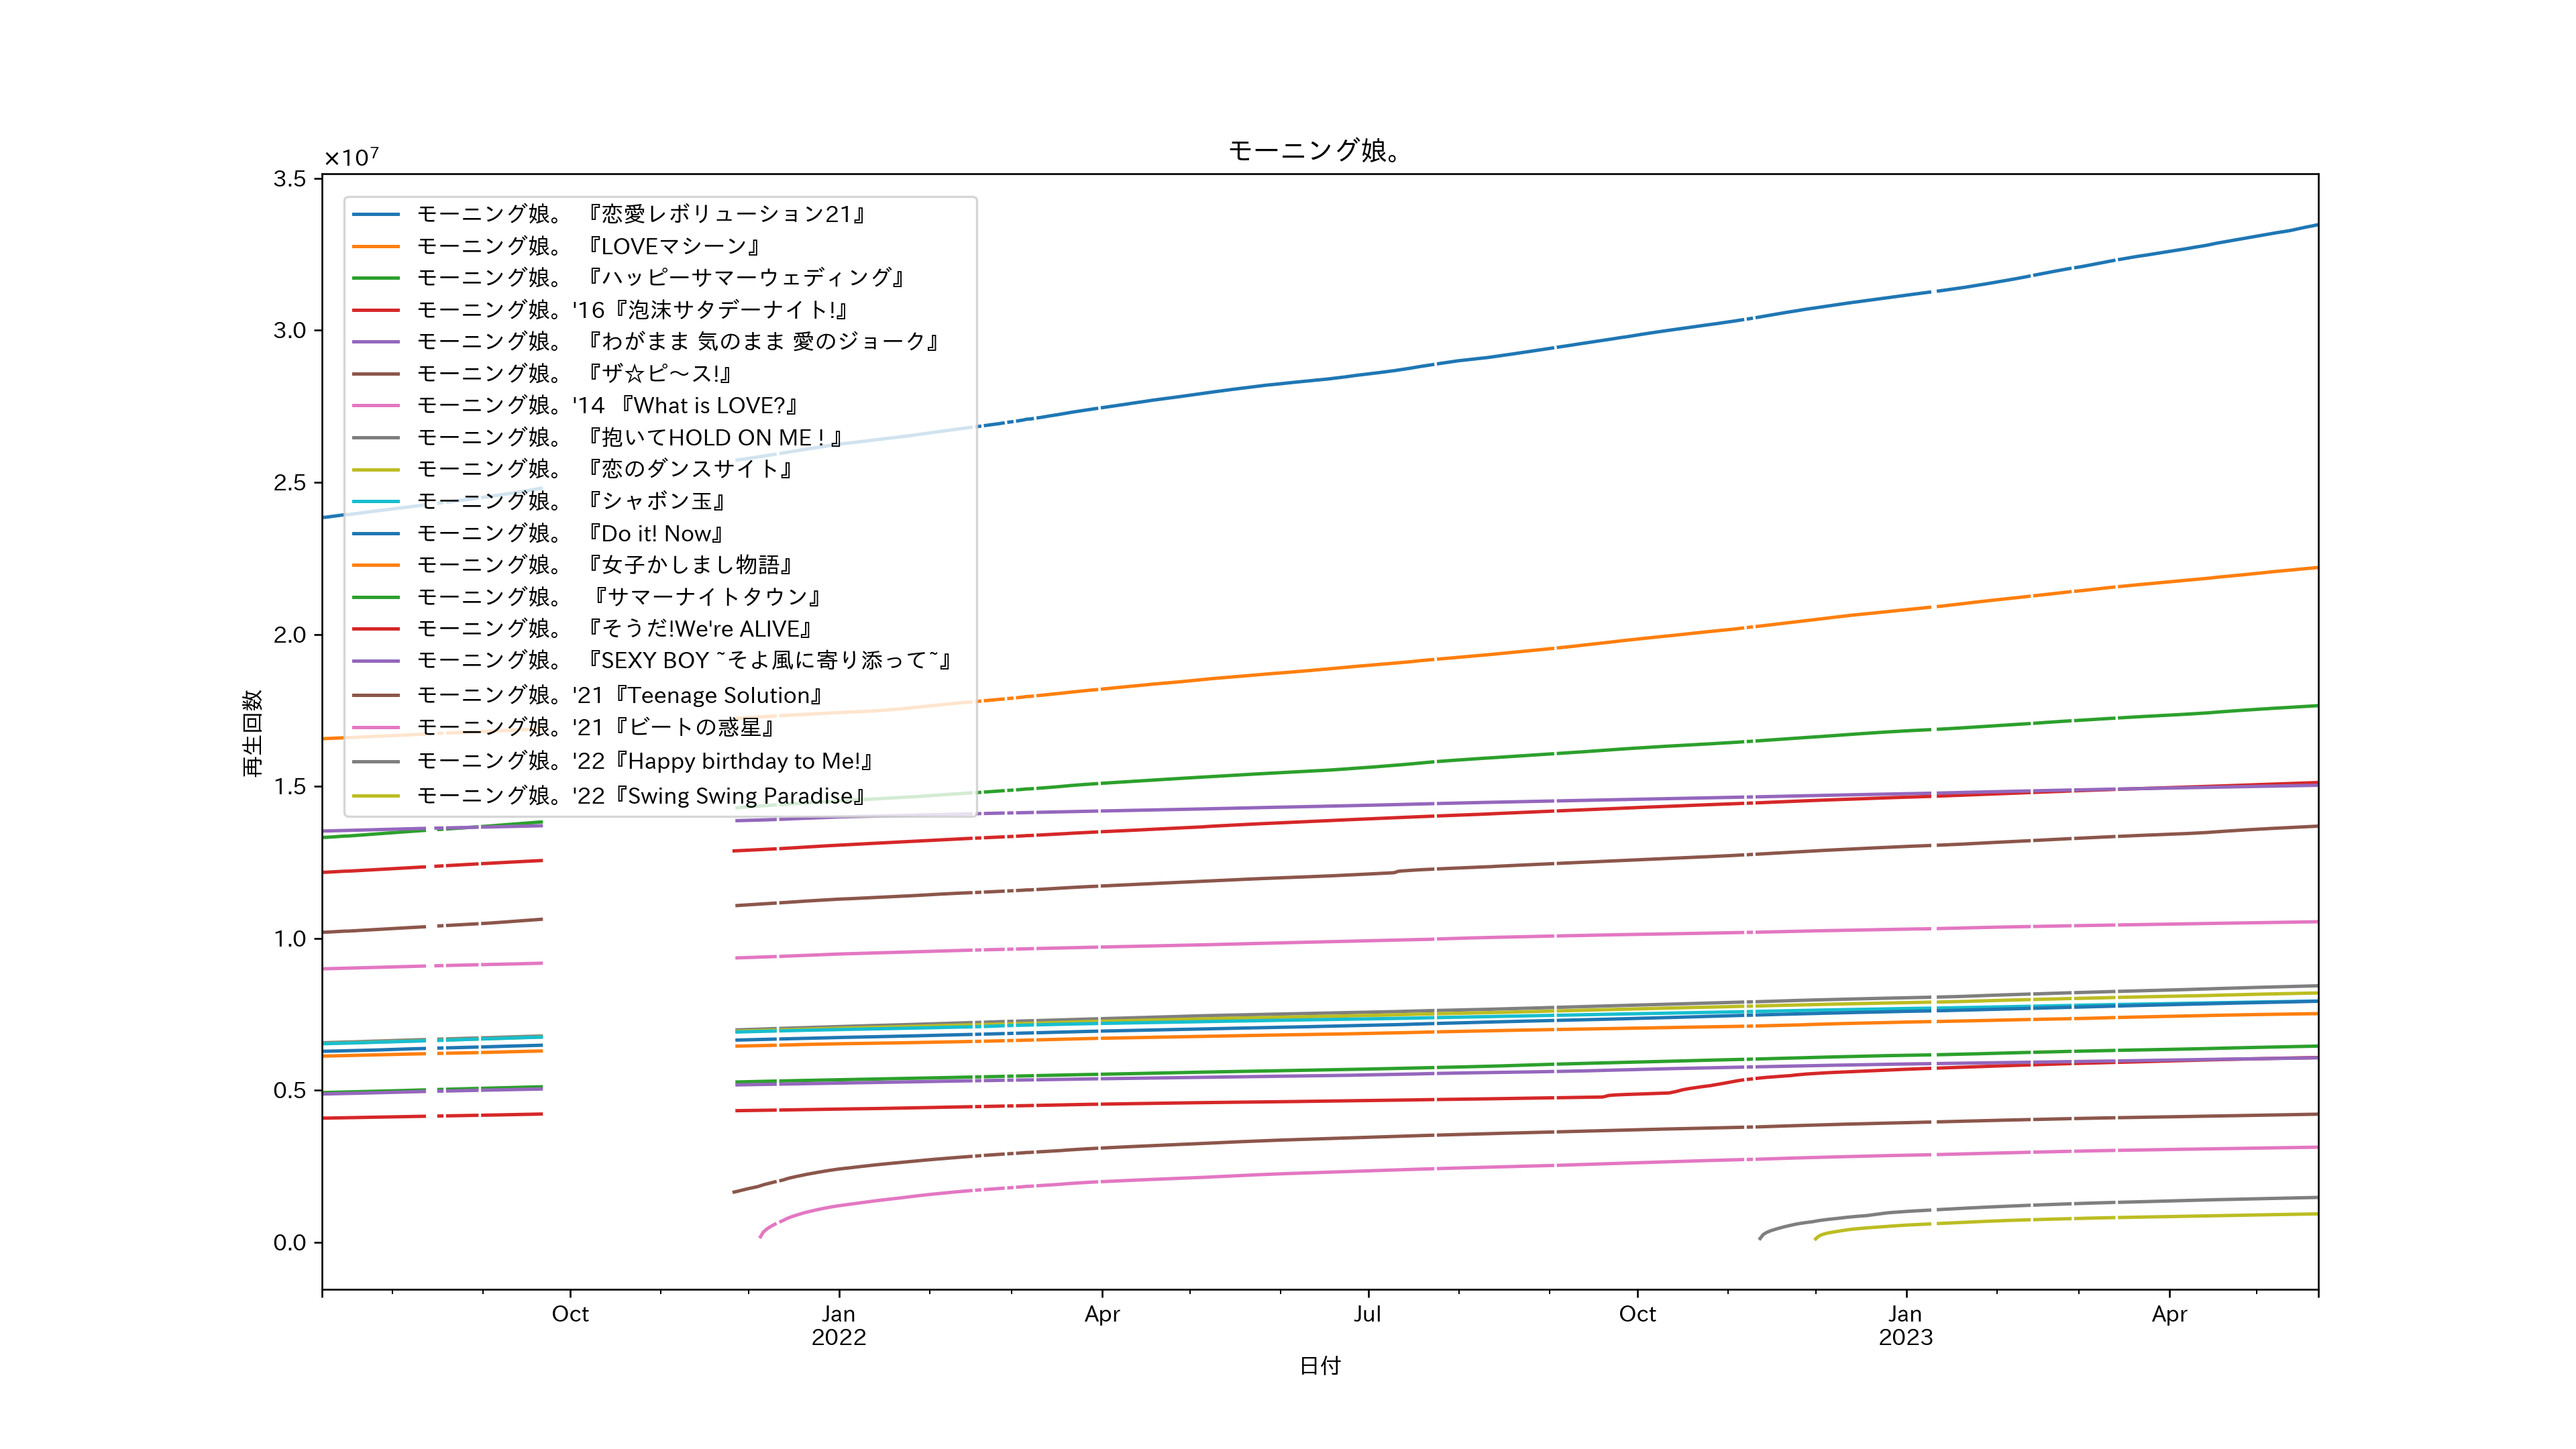 モーニング娘。
×10⁷
3.5
3.0
2.5
2.0
1.5
1.0
0.5
0.0
再生回数
モーニング娘。 『恋愛レボリューション21』
モーニング娘。 『LOVEマシーン』
モーニング娘。 『ハッピーサマーウェディング』
モーニング娘。'16『泡沫サタデーナイト!』
モーニング娘。 『わがまま 気のまま 愛のジョーク』
モーニング娘。 『ザ☆ピ〜ス!』
モーニング娘。'14 『What is LOVE?』
モーニング娘。 『抱いてHOLD ON ME ! 』
モーニング娘。 『恋のダンスサイト』
モーニング娘。 『シャボン玉』
モーニング娘。 『Do it! Now』
モーニング娘。 『女子かしまし物語』
モーニング娘。 『サマーナイトタウン』
モーニング娘。 『そうだ!We're ALIVE』
モーニング娘。 『SEXY BOY ~そよ風に寄り添って~』
モーニング娘。'21『Teenage Solution』
モーニング娘。'21『ビートの惑星』
モーニング娘。'22『Happy birthday to Me!』
モーニング娘。'22『Swing Swing Paradise』
Oct Jan Apr Jul Oct Jan Apr
2022 2023
日付